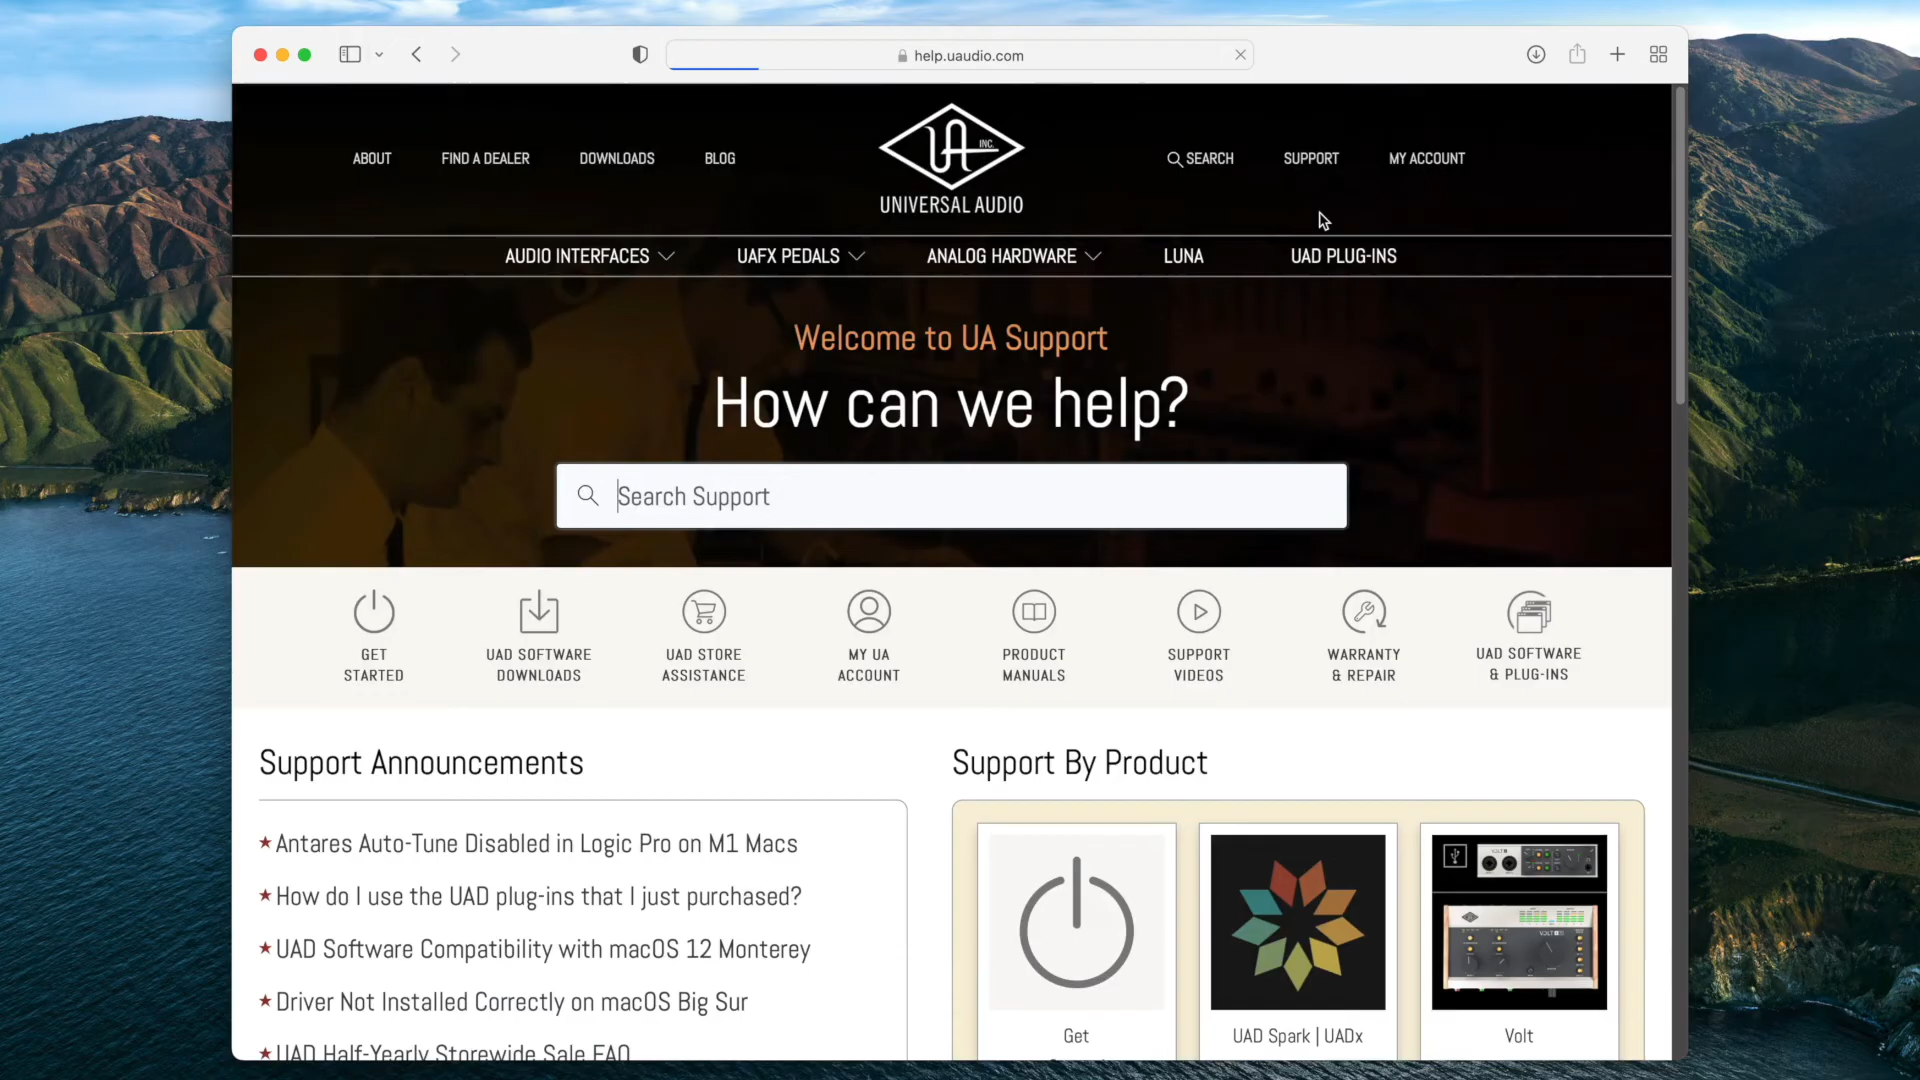 help.uaudio.com
ABOUT
FIND A DEALER
DOWNLOADS
BLOG
UA INC.
UNIVERSAL AUDIO
SEARCH
SUPPORT
MY ACCOUNT
AUDIO INTERFACES
UAFX PEDALS
ANALOG HARDWARE
LUNA
UAD PLUG-INS
Welcome to UA Support
How can we help?
Search Support
GET
STARTED
UAD SOFTWARE
DOWNLOADS
UAD STORE
ASSISTANCE
MY UA
ACCOUNT
PRODUCT
MANUALS
SUPPORT
VIDEOS
WARRANTY
& REPAIR
UAD SOFTWARE
& PLUG-INS
Support Announcements
Antares Auto-Tune Disabled in Logic Pro on M1 Macs
How do I use the UAD plug-ins that I just purchased?
UAD Software Compatibility with macOS 12 Monterey
Driver Not Installed Correctly on macOS Big Sur
UAD Half-Yearly Storewide Sale FAQ
Support By Product
Get
UAD Spark | UADx
VOLT
VOLT
Volt